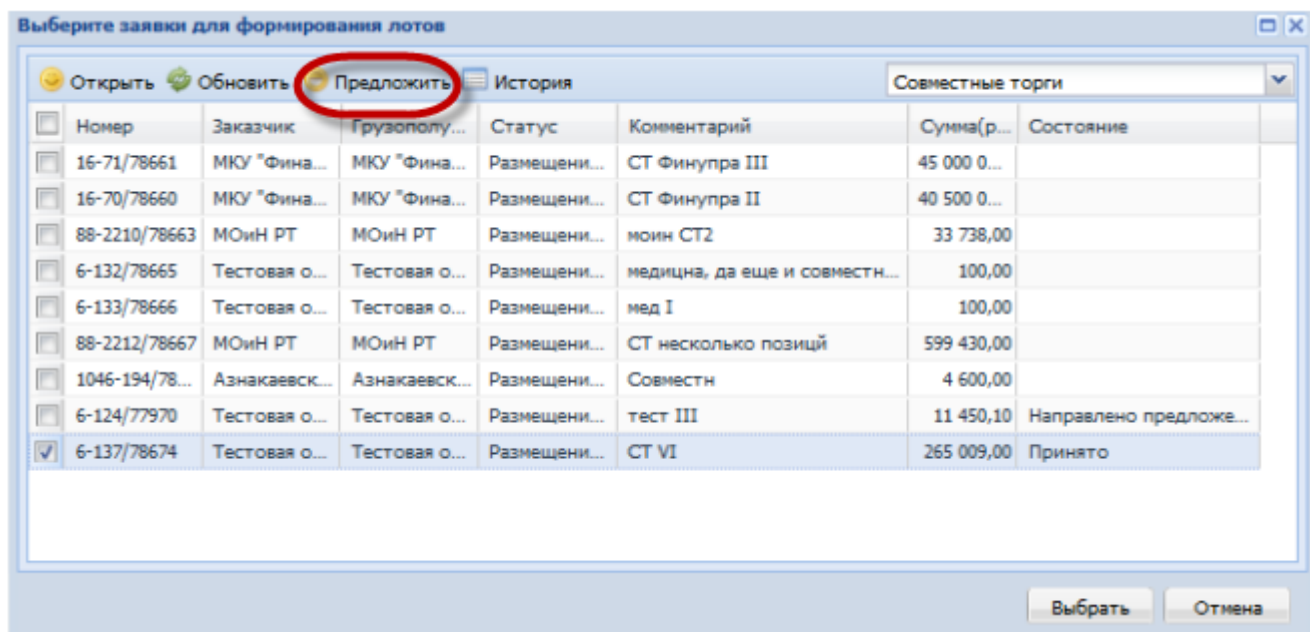 Выберите заявки для формирования лотов
Открыть Обновить Предложить История Совместные торги
Номер Заказчик Грузополу... Статус Комментарий Сумма(р... Состояние
16-71/78661 МКУ "Фина... МКУ "Фина... Размещени... СТ Финупра III 45 000 0...
16-70/78660 МКУ "Фина... МКУ "Фина... Размещени... СТ Финупра II 40 500 0...
88-2210/78663 МОиН РТ МОиН РТ Размещени... моин СТ2 33 738,00
6-132/78665 Тестовая о... Тестовая о... Размещени... медицна, да еще и совместн... 100,00
6-133/78666 Тестовая о... Тестовая о... Размещени... мед I 100,00
88-2212/78667 МОиН РТ МОиН РТ Размещени... СТ несколько позицй 599 430,00
1046-194/78... Азнакаевск... Азнакаевск... Размещени... Совместн 4 600,00
6-124/77970 Тестовая о... Тестовая о... Размещени... тест III 11 450,10 Направлено предложе...
6-137/78674 Тестовая о... Тестовая о... Размещени... СТ VI 265 009,00 Принято
Выбрать Отмена